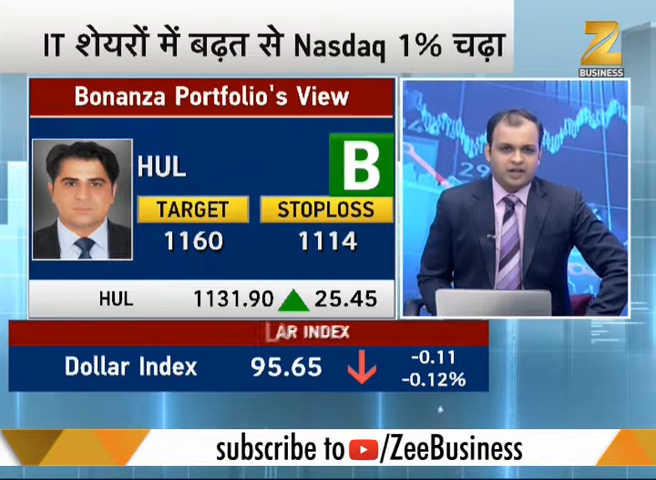 IT शेयरों में बढ़त से Nasdaq 1% चढ़ा
Z
BUSINESS
Bonanza Portfolio's View
HUL
B
TARGET
STOPLOSS
1160
1114
29
HUL 1131.90 25.45
AR INDEX
Dollar Index 95.65 -0.11
-0.12%
subscribe to /ZeeBusiness